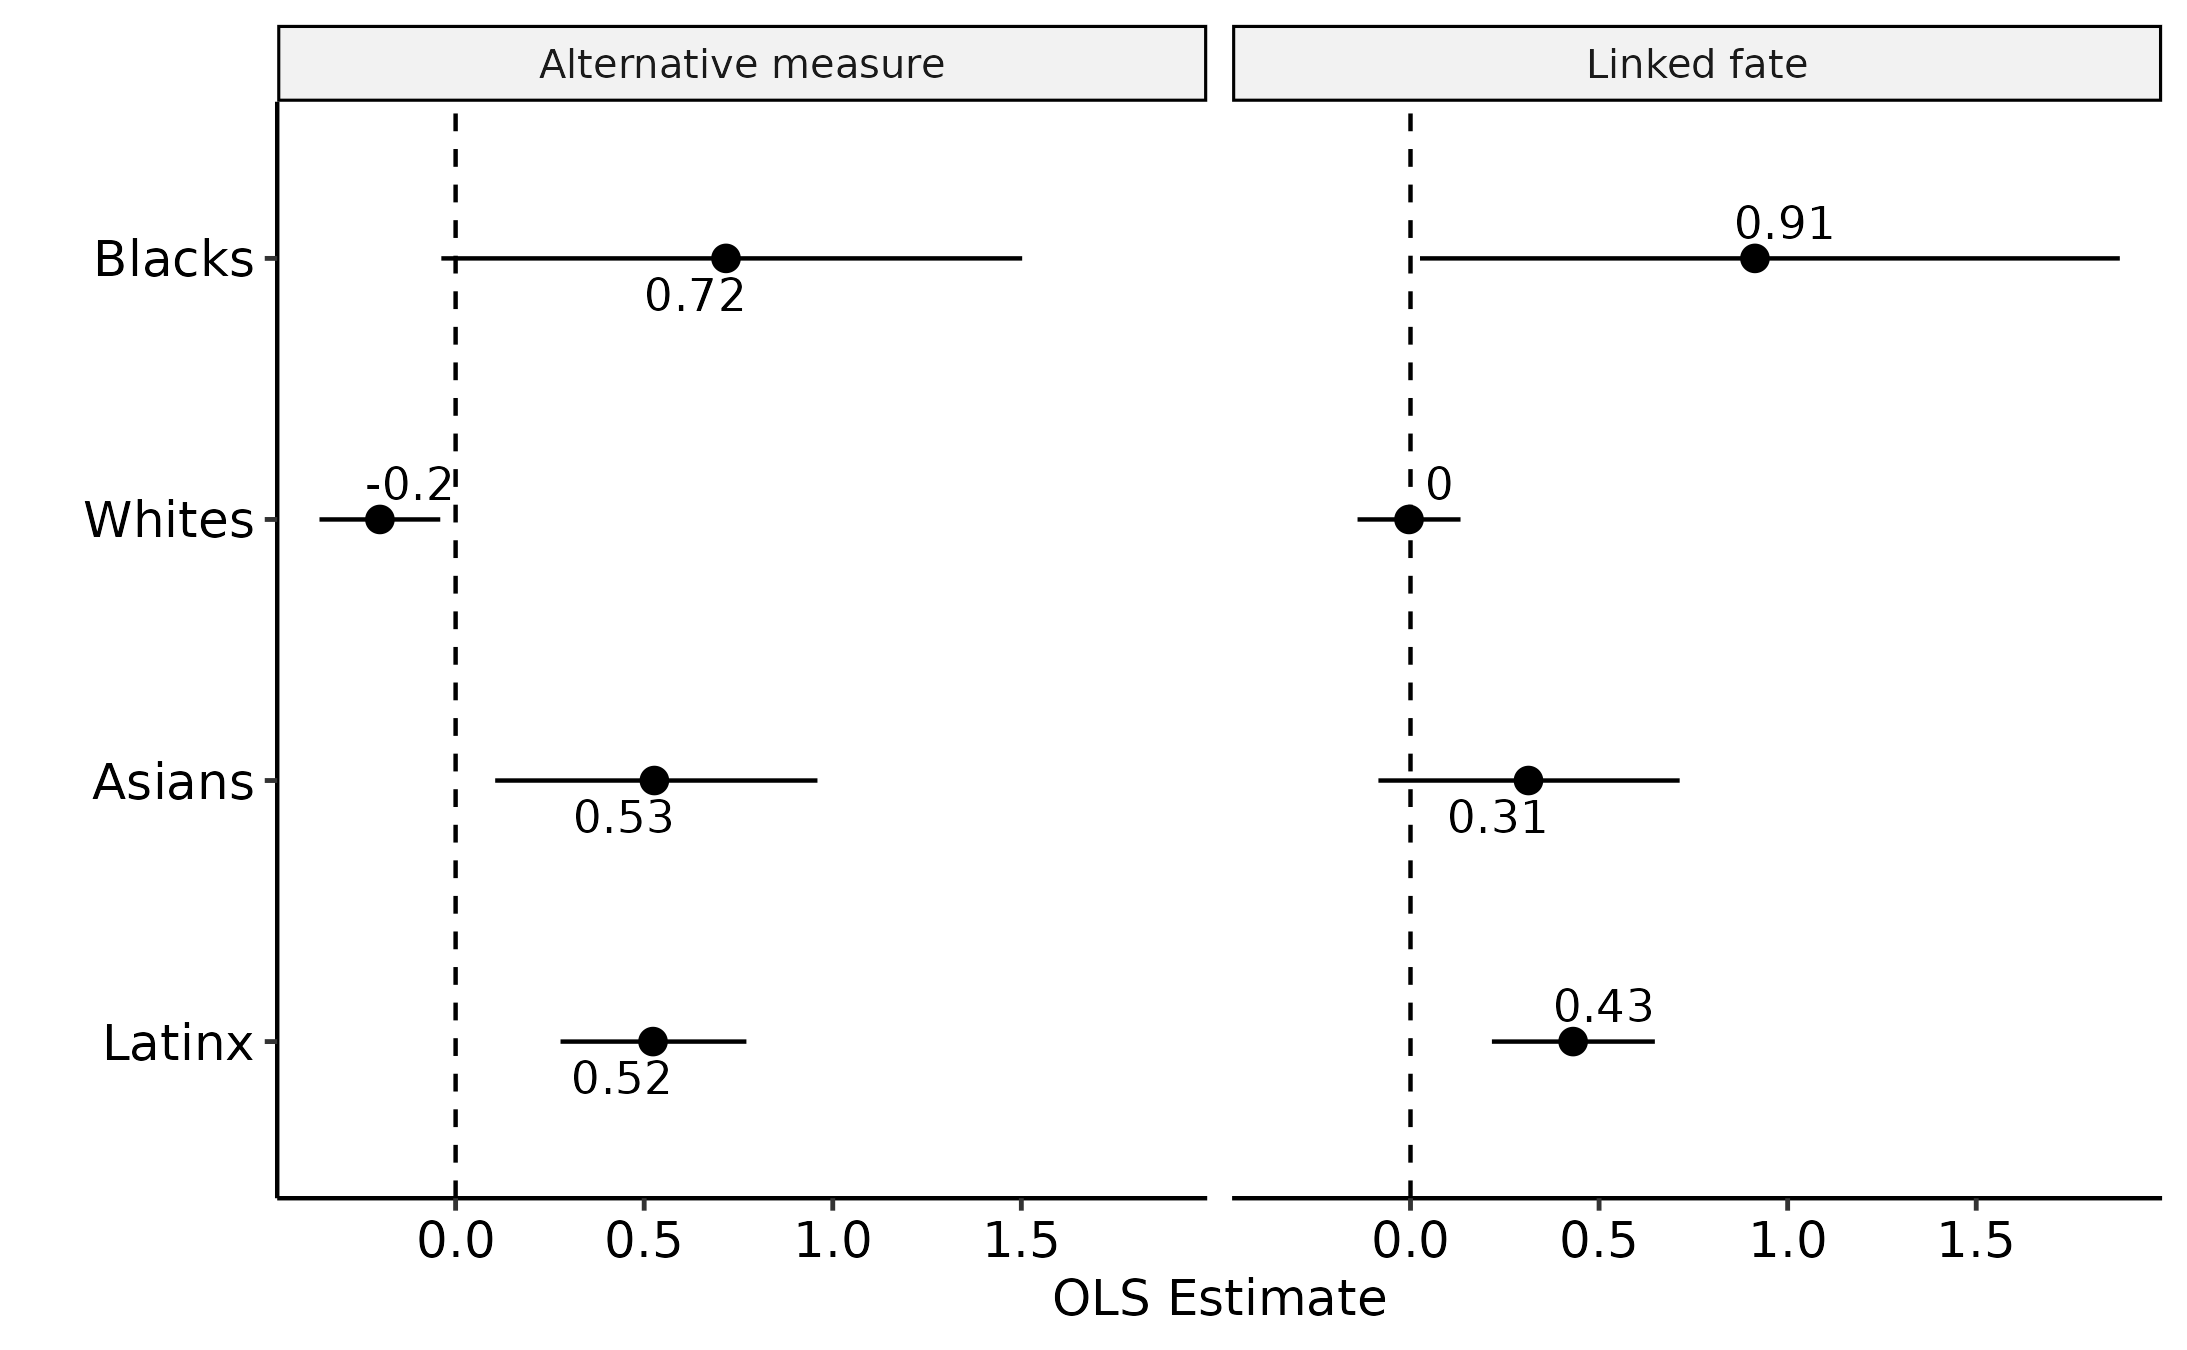 Alternative measure
Linked fate
Blacks
0.72
0.91
Whites
-0.2
0
Asians
0.53
0.31
Latinx
0.52
0.43
0.0 0.5 1.0 1.5
0.0 0.5 1.0 1.5
OLS Estimate